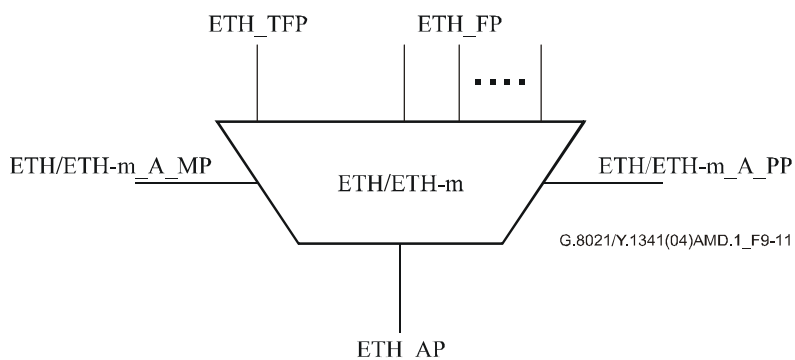 ETH_TFP
ETH_FP
ETH/ETH-m_A_MP
ETH/ETH-m
ETH/ETH-m_A_PP
G.8021/Y.1341(04)AMD.1_F9-11
ETH_AP